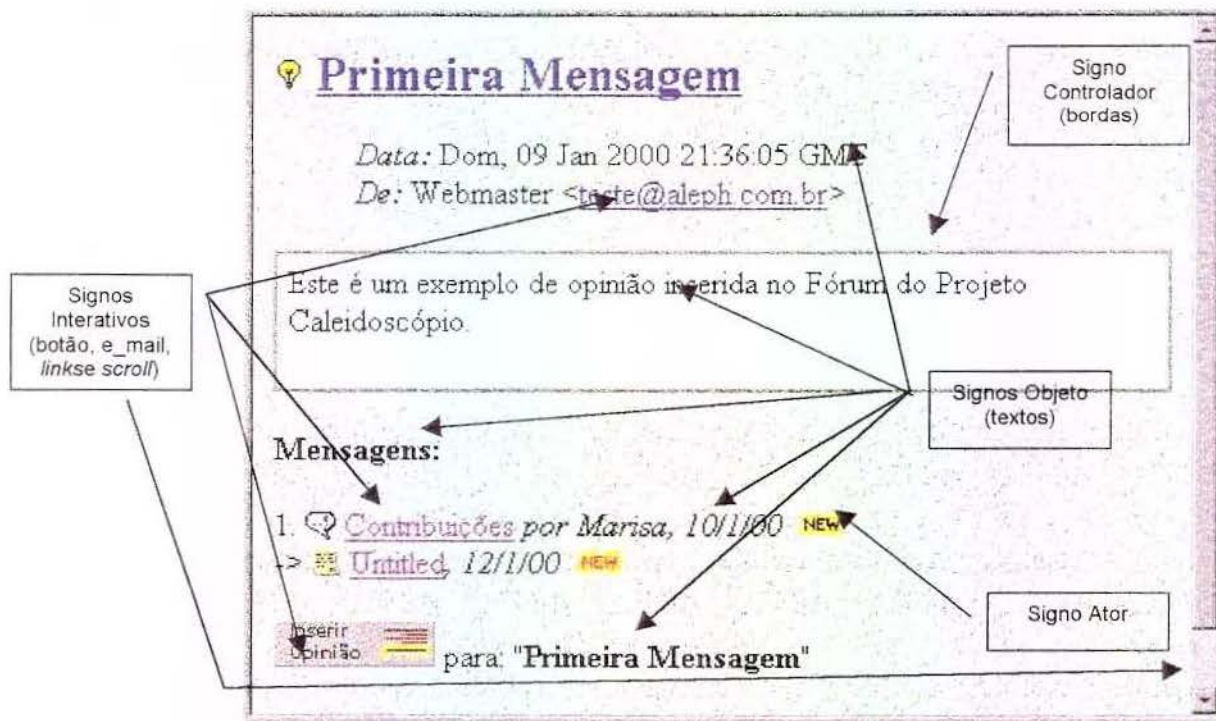 Primeira Mensagem
Signo
Controlador
(bordas)
Data: Dom, 09 Jan 2000 21:36:05 GMT
De: Webmaster <teste@aleph.com.br>
Signos
Interativos
(botão, e_mail,
linkse scroll)
Este é um exemplo de opinião inserida no Fórum do Projeto
Caleidoscópio.
Signos Objeto
(textos)
Mensagens:
1. Contribuições por Marisa, 10/1/00 NEW
-> Untitled, 12/1/00 NEW
Signo Ator
Inserir
Opinião
para: "Primeira Mensagem"